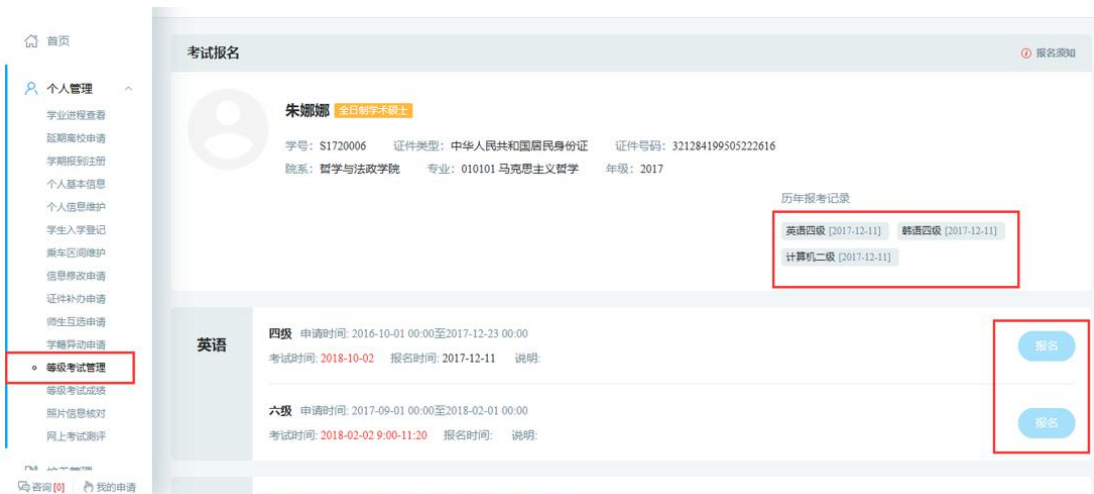 首页
个人管理
学业进程查看
延期离校申请
学期报到注册
个人基本信息
个人信息维护
学生入学登记
乘车区间维护
信息修改申请
证件补办申请
师生互选申请
学籍异动申请
等级考试管理
等级考试成绩
照片信息核对
网上考试测评
咨询[0] 我的申请
考试报名 报名须知
朱娜娜 全日制学术硕士
学号: S1720006 证件类型: 中华人民共和国居民身份证 证件号码: 321284199505222616
院系: 哲学与法政学院 专业: 010101 马克思主义哲学 年级: 2017
历年报考记录
英语四级 [2017-12-11] 韩语四级 [2017-12-11]
计算机二级 [2017-12-11]
英语
四级 申请时间: 2016-10-01 00:00至2017-12-23 00:00
考试时间: 2018-10-02 报名时间: 2017-12-11 说明:
报名
六级 申请时间: 2017-09-01 00:00至2018-02-01 00:00
考试时间: 2018-02-02 9:00-11:20 报名时间: 说明:
报名